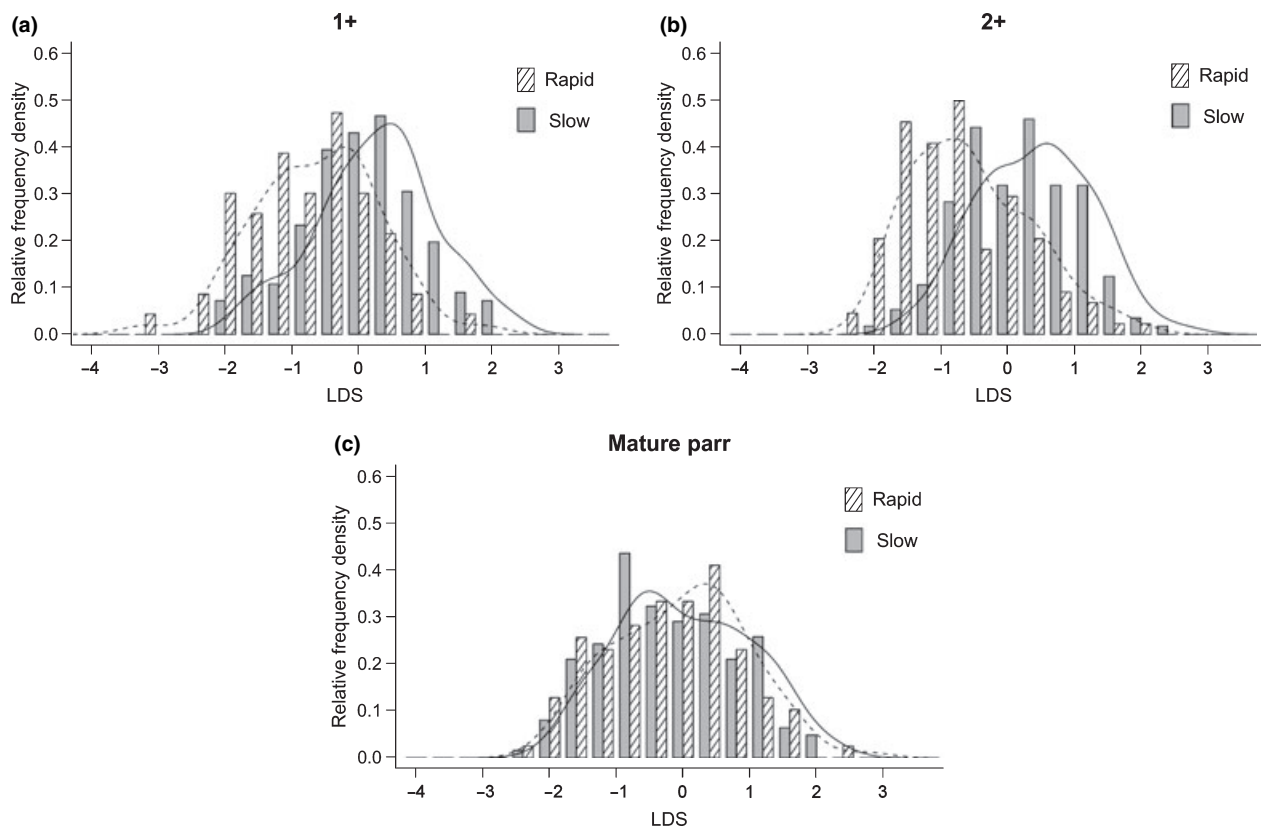 (a)
1+
Relative frequency density
0.6
0.5
0.4
0.3
0.2
0.1
0.0
Rapid
Slow
−4 −3 −2 −1 0 1 2 3
LDS
(b)
2+
Relative frequency density
0.6
0.5
0.4
0.3
0.2
0.1
0.0
Rapid
Slow
−4 −3 −2 −1 0 1 2 3
LDS
(c)
Mature parr
Relative frequency density
0.6
0.5
0.4
0.3
0.2
0.1
0.0
Rapid
Slow
−4 −3 −2 −1 0 1 2 3
LDS